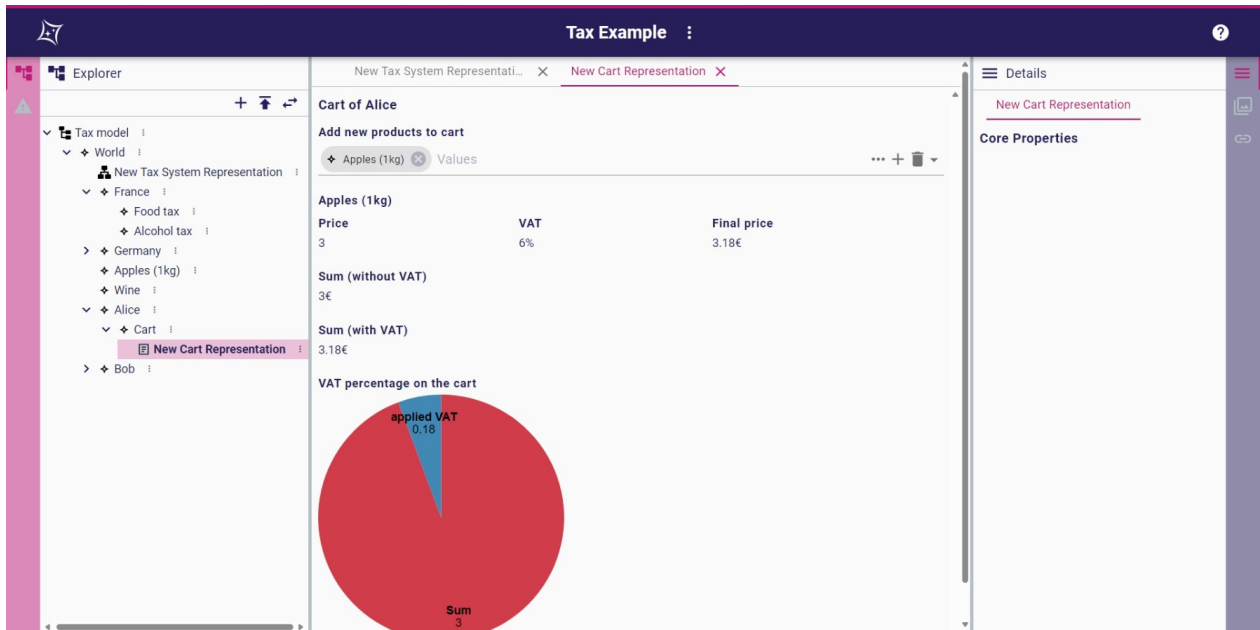 Tax Example
Explorer
Tax model
World
New Tax System Representation
France
Food tax
Alcohol tax
Germany
Apples (1kg)
Wine
Alice
Cart
New Cart Representation
Bob
New Tax System Representati...
New Cart Representation
Cart of Alice
Add new products to cart
Apples (1kg) Values
Apples (1kg)
Price VAT Final price
3 6% 3.18€
Sum (without VAT)
3€
Sum (with VAT)
3.18€
VAT percentage on the cart
applied VAT
0.18
Sum
3
Details
New Cart Representation
Core Properties